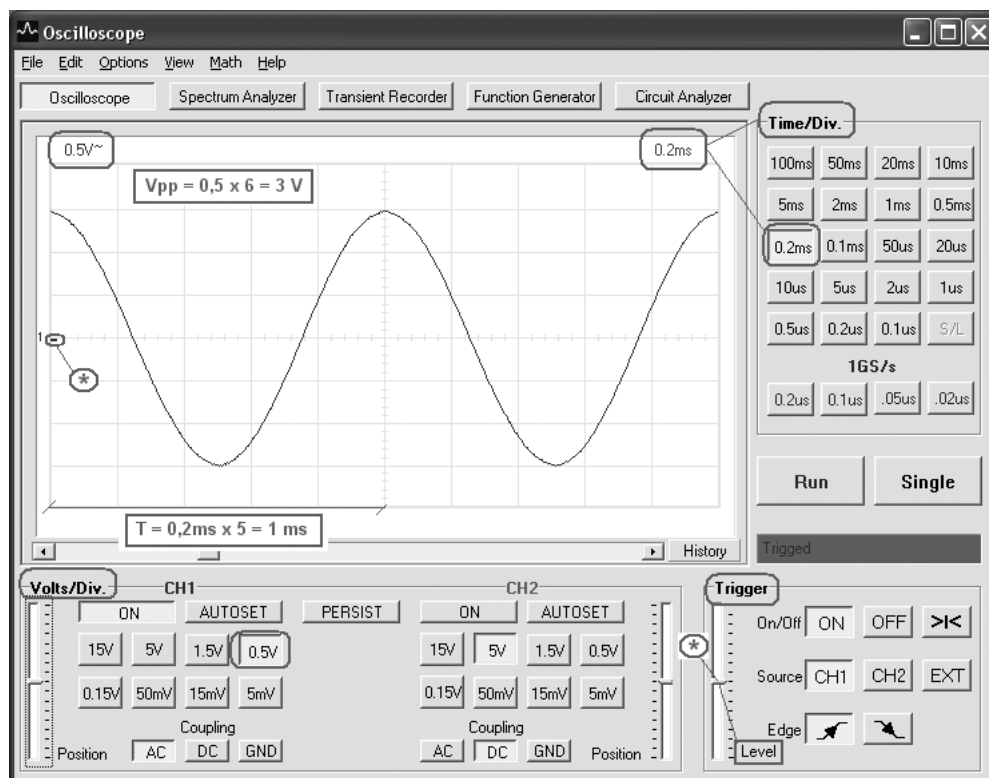 Oscilloscope
File Edit Options View Math Help
Oscilloscope Spectrum Analyzer Transient Recorder Function Generator Circuit Analyzer
0.5V~
0.2ms
Vpp = 0,5 x 6 = 3 V
1
*
T = 0,2ms x 5 = 1 ms
History
Time/Div.
100ms 50ms 20ms 10ms
5ms 2ms 1ms 0.5ms
0.2ms 0.1ms 50us 20us
10us 5us 2us 1us
0.5us 0.2us 0.1us S/L
1GS/s
0.2us 0.1us .05us .02us
Run Single
Trigged
Volts/Div. CH1
ON AUTOSET PERSIST
15V 5V 1.5V 0.5V
0.15V 50mV 15mV 5mV
Coupling
Position AC DC GND
CH2
ON AUTOSET
15V 5V 1.5V 0.5V
0.15V 50mV 15mV 5mV
Coupling
AC DC GND Position
Trigger
On/Off ON OFF >I<
*
Source CH1 CH2 EXT
Edge
Level